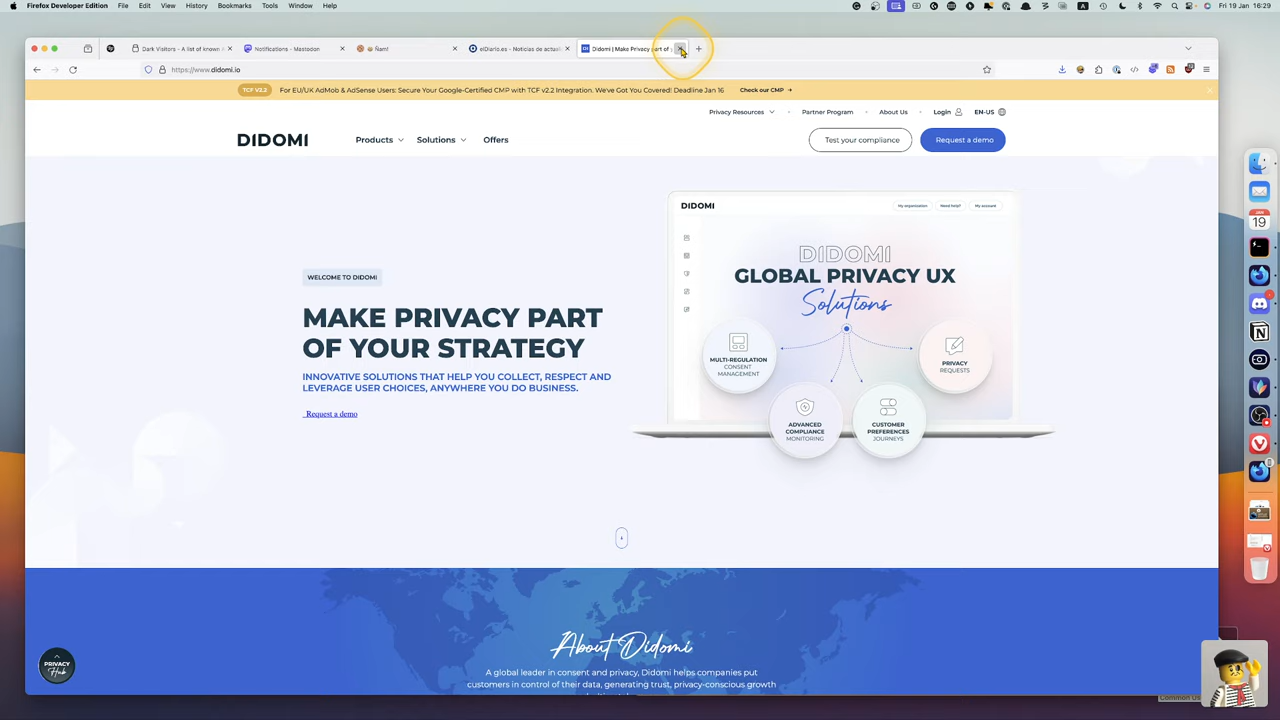 Firefox Developer Edition File Edit View History Bookmarks Tools Window Help
Fri 19 Jan 16:29
Dark Visitors - A list of known A
Notifications - Mastodon
Ñam!
elDiario.es - Noticias de actuali
Didomi | Make Privacy part of y
https://www.didomi.io
TCF V2.2
For EU/UK AdMob & AdSense Users: Secure Your Google-Certified CMP with TCF v2.2 Integration. We've Got You Covered! Deadline Jan 16
Check our CMP →
Privacy Resources
Partner Program
About Us
Login
EN-US
DIDOMI
Products
Solutions
Offers
Test your compliance
Request a demo
DIDOMI
My organization
Need help?
My account
DIDOMI
GLOBAL PRIVACY UX
Solutions
MULTI-REGULATION
CONSENT
MANAGEMENT
PRIVACY
REQUESTS
ADVANCED
COMPLIANCE
MONITORING
CUSTOMER
PREFERENCES
JOURNEYS
WELCOME TO DIDOMI
MAKE PRIVACY PART
OF YOUR STRATEGY
INNOVATIVE SOLUTIONS THAT HELP YOU COLLECT, RESPECT AND
LEVERAGE USER CHOICES, ANYWHERE YOU DO BUSINESS.
Request a demo
About Didomi
A global leader in consent and privacy, Didomi helps companies put
customers in control of their data, generating trust, privacy-conscious growth
PRIVACY
Hub
JAN
19